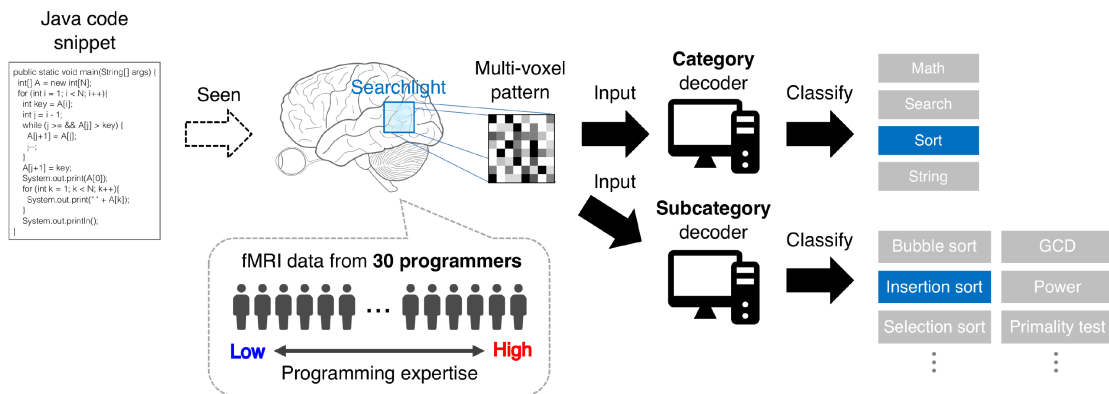 Java code
snippet
public static void main(String[] args) {
int[] A = new int[N];
for (int i = 1; i < N; i++){
int key = A[i];
int j = i - 1;
while (j >= && A[j] > key) {
A[j+1] = A[j];
j--;
}
A[j+1] = key;
System.out.print(A[0]);
for (int k = 1; k < N; k++){
System.out.print(" " + A[k]);
}
System.out.println();
}
Seen
Searchlight
Multi-voxel
pattern
Input
Category
decoder
Classify
Math
Search
Sort
String
Input
Subcategory
decoder
Classify
Bubble sort
GCD
Insertion sort
Power
Selection sort
Primality test
fMRI data from 30 programmers
Low
High
Programming expertise